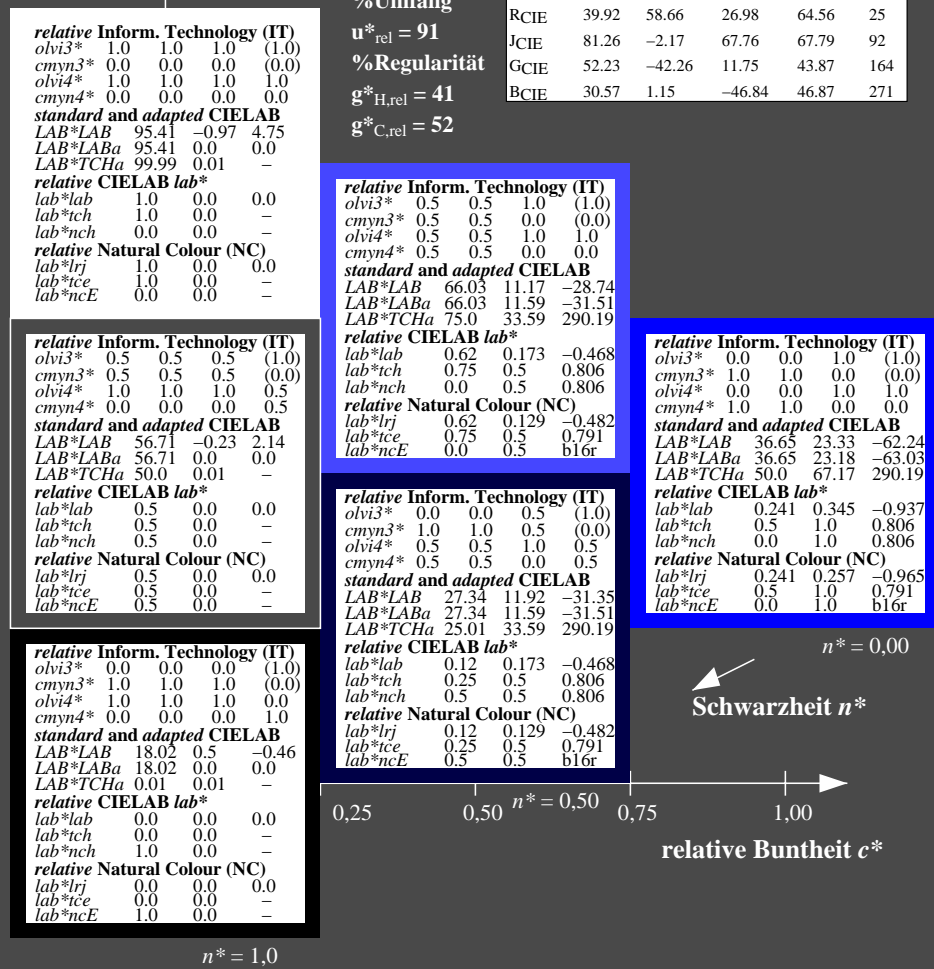 %Umfang
u*rel = 91
%Regularität
g*H,rel = 41
g*C,rel = 52
RCIE 39.92 58.66 26.98 64.56 25
JCIE 81.26 −2.17 67.76 67.79 92
GCIE 52.23 −42.26 11.75 43.87 164
BCIE 30.57 1.15 −46.84 46.87 271
relative Inform. Technology (IT)
olvi3* 1.0 1.0 1.0 (1.0)
cmyn3* 0.0 0.0 0.0 (0.0)
olvi4* 1.0 1.0 1.0 1.0
cmyn4* 0.0 0.0 0.0 0.0
standard and adapted CIELAB
LAB*LAB 95.41 −0.97 4.75
LAB*LABa 95.41 0.0 0.0
LAB*TCHa 99.99 0.01 –
relative CIELAB lab*
lab*lab 1.0 0.0 0.0
lab*tch 1.0 0.0 –
lab*nch 0.0 0.0 –
relative Natural Colour (NC)
lab*lrj 1.0 0.0 0.0
lab*tce 1.0 0.0 –
lab*ncE 0.0 0.0 –
relative Inform. Technology (IT)
olvi3* 0.5 0.5 1.0 (1.0)
cmyn3* 0.5 0.5 0.0 (0.0)
olvi4* 0.5 0.5 1.0 1.0
cmyn4* 0.5 0.5 0.0 0.0
standard and adapted CIELAB
LAB*LAB 66.03 11.17 −28.74
LAB*LABa 66.03 11.59 −31.51
LAB*TCHa 75.0 33.59 290.19
relative CIELAB lab*
lab*lab 0.62 0.173 −0.468
lab*tch 0.75 0.5 0.806
lab*nch 0.0 0.5 0.806
relative Natural Colour (NC)
lab*lrj 0.62 0.129 −0.482
lab*tce 0.75 0.5 0.791
lab*ncE 0.0 0.5 b16r
relative Inform. Technology (IT)
olvi3* 0.5 0.5 0.5 (1.0)
cmyn3* 0.5 0.5 0.5 (0.0)
olvi4* 1.0 1.0 1.0 0.5
cmyn4* 0.0 0.0 0.0 0.5
standard and adapted CIELAB
LAB*LAB 56.71 −0.23 2.14
LAB*LABa 56.71 0.0 0.0
LAB*TCHa 50.0 0.01 –
relative CIELAB lab*
lab*lab 0.5 0.0 0.0
lab*tch 0.5 0.0 –
lab*nch 0.5 0.0 –
relative Natural Colour (NC)
lab*lrj 0.5 0.0 0.0
lab*tce 0.5 0.0 –
lab*ncE 0.5 0.0 –
relative Inform. Technology (IT)
olvi3* 0.0 0.0 1.0 (1.0)
cmyn3* 1.0 1.0 0.0 (0.0)
olvi4* 0.0 0.0 1.0 1.0
cmyn4* 1.0 1.0 0.0 0.0
standard and adapted CIELAB
LAB*LAB 36.65 23.33 −62.24
LAB*LABa 36.65 23.18 −63.03
LAB*TCHa 50.0 67.17 290.19
relative CIELAB lab*
lab*lab 0.241 0.345 −0.937
lab*tch 0.5 1.0 0.806
lab*nch 0.0 1.0 0.806
relative Natural Colour (NC)
lab*lrj 0.241 0.257 −0.965
lab*tce 0.5 1.0 0.791
lab*ncE 0.0 1.0 b16r
relative Inform. Technology (IT)
olvi3* 0.0 0.0 0.5 (1.0)
cmyn3* 1.0 1.0 0.5 (0.0)
olvi4* 0.5 0.5 1.0 0.5
cmyn4* 0.5 0.5 0.0 0.5
standard and adapted CIELAB
LAB*LAB 27.34 11.92 −31.35
LAB*LABa 27.34 11.59 −31.51
LAB*TCHa 25.01 33.59 290.19
relative CIELAB lab*
lab*lab 0.12 0.173 −0.468
lab*tch 0.25 0.5 0.806
lab*nch 0.5 0.5 0.806
relative Natural Colour (NC)
lab*lrj 0.12 0.129 −0.482
lab*tce 0.25 0.5 0.791
lab*ncE 0.5 0.5 b16r
n* = 0,00
Schwarzheit n*
relative Inform. Technology (IT)
olvi3* 0.0 0.0 0.0 (1.0)
cmyn3* 1.0 1.0 1.0 (0.0)
olvi4* 1.0 1.0 1.0 0.0
cmyn4* 0.0 0.0 0.0 1.0
standard and adapted CIELAB
LAB*LAB 18.02 0.5 −0.46
LAB*LABa 18.02 0.0 0.0
LAB*TCHa 0.01 0.01 –
relative CIELAB lab*
lab*lab 0.0 0.0 0.0
lab*tch 0.0 0.0 –
lab*nch 1.0 0.0 –
relative Natural Colour (NC)
lab*lrj 0.0 0.0 0.0
lab*tce 0.0 0.0 –
lab*ncE 1.0 0.0 –
n* = 0,50
0,25 0,50 0,75 1,00
relative Buntheit c*
n* = 1,0